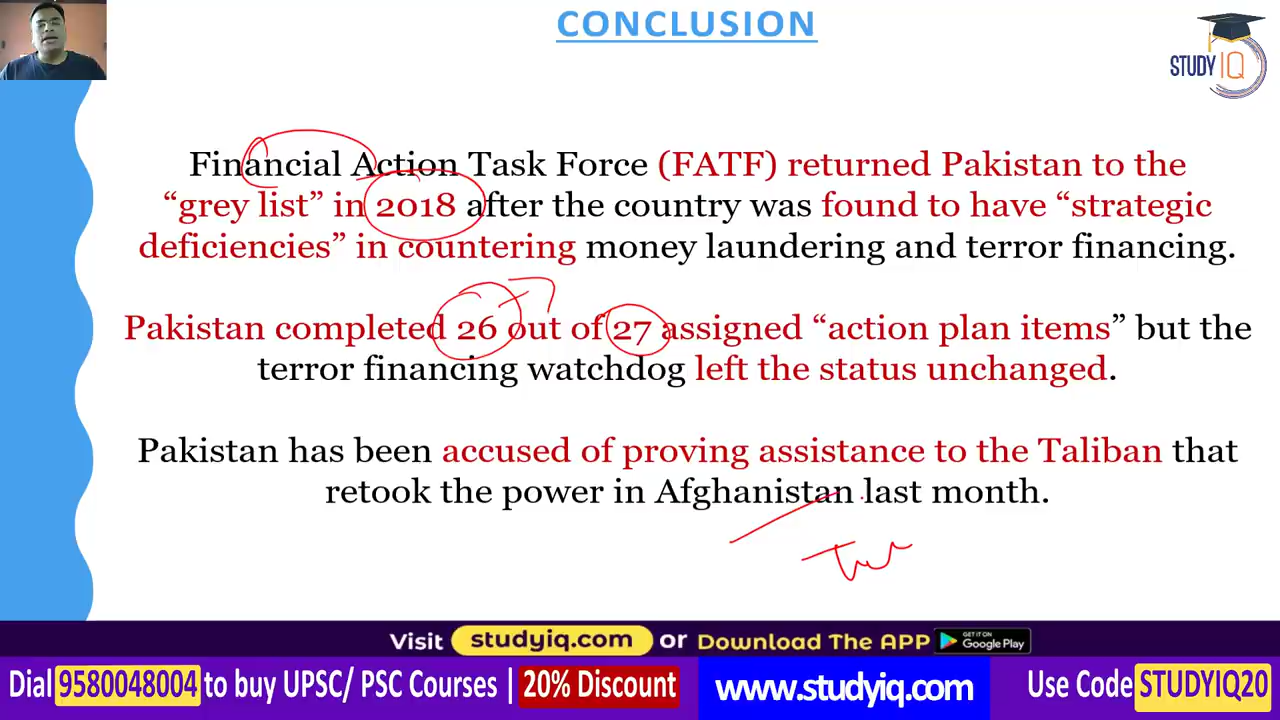 CONCLUSION
STUDY IQ
Financial Action Task Force (FATF) returned Pakistan to the
“grey list” in 2018 after the country was found to have “strategic
deficiencies” in countering money laundering and terror financing.
Pakistan completed 26 out of 27 assigned “action plan items” but the
terror financing watchdog left the status unchanged.
Pakistan has been accused of proving assistance to the Taliban that
retook the power in Afghanistan last month.
Visit studyiq.com or Download The APP GET IT ON Google Play
Dial 9580048004 to buy UPSC/ PSC Courses | 20% Discount www.studyiq.com Use Code STUDYIQ20